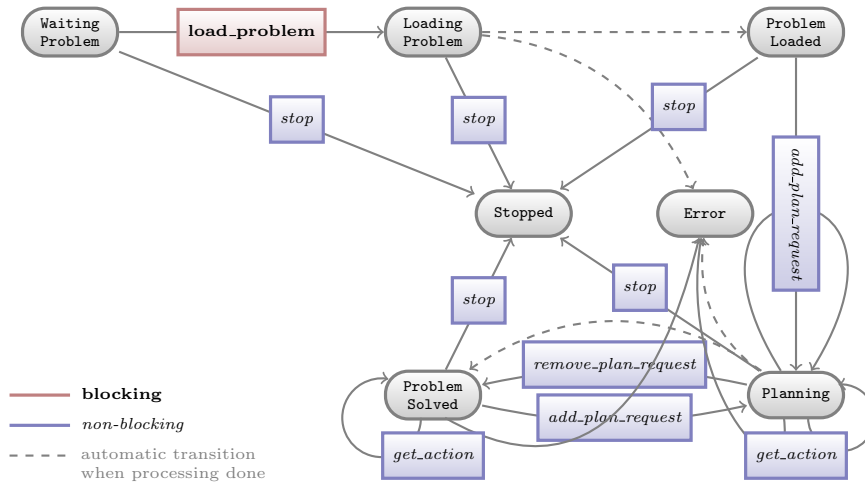 Waiting
Problem
load_problem
Loading
Problem
Problem
Loaded
stop
stop
stop
add_plan_request
Stopped
Error
stop
stop
remove_plan_request
Problem
Solved
Planning
add_plan_request
get_action
get_action
blocking
non-blocking
automatic transition
when processing done